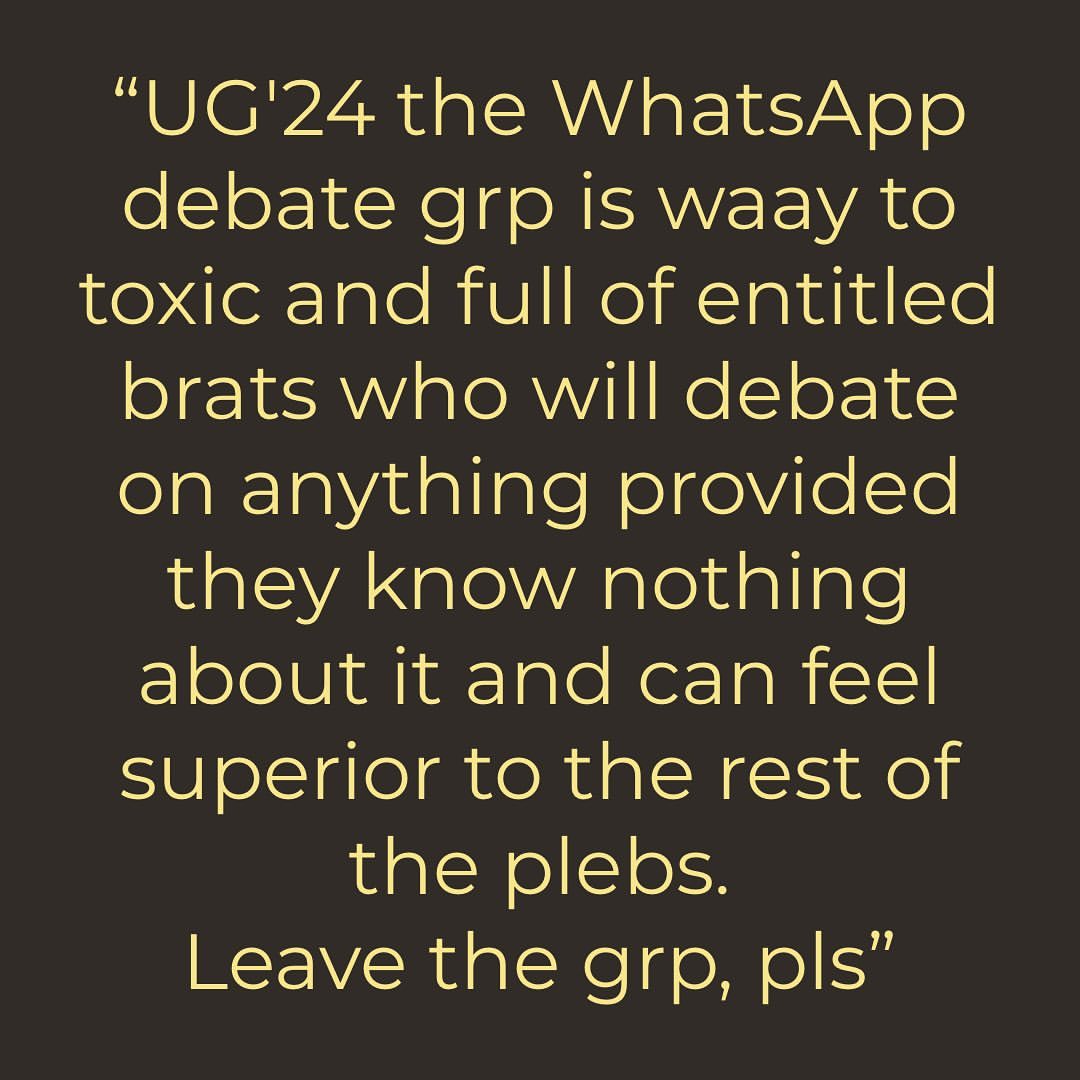 “UG'24 the WhatsApp
debate grp is waay to
toxic and full of entitled
brats who will debate
on anything provided
they know nothing
about it and can feel
superior to the rest of
the plebs.
Leave the grp, pls”